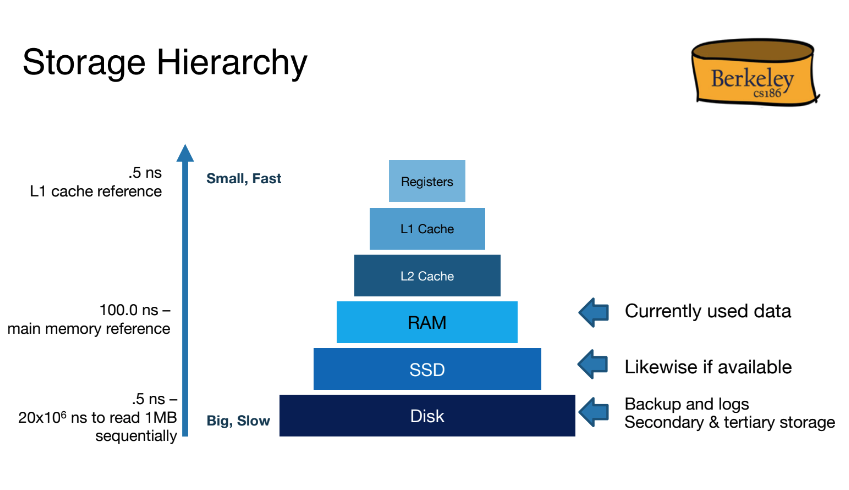 Storage Hierarchy
Berkeley
cs186
.5 ns
L1 cache reference
Small, Fast
Registers
L1 Cache
L2 Cache
100.0 ns –
main memory reference
RAM
Currently used data
SSD
Likewise if available
.5 ns –
20x10⁶ ns to read 1MB
sequentially
Big, Slow
Disk
Backup and logs
Secondary & tertiary storage